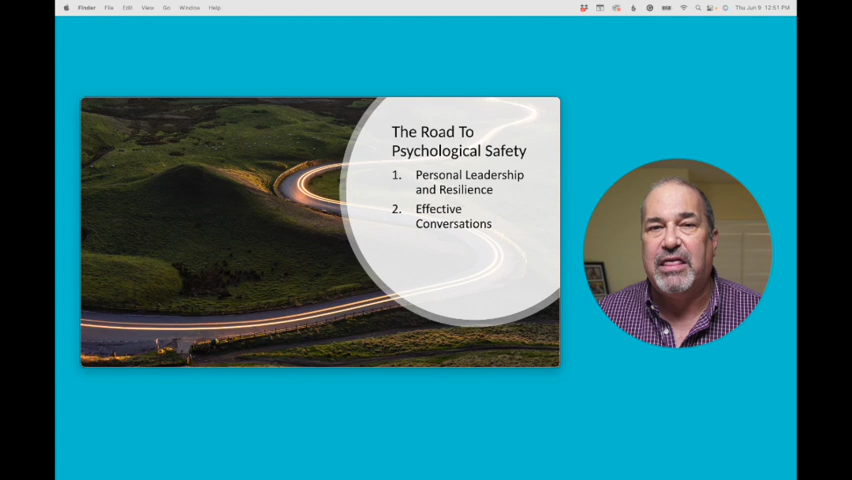 Finder File Edit View Go Window Help Thu Jun 9 12:51 PM
The Road To
Psychological Safety
1. Personal Leadership
and Resilience
2. Effective
Conversations